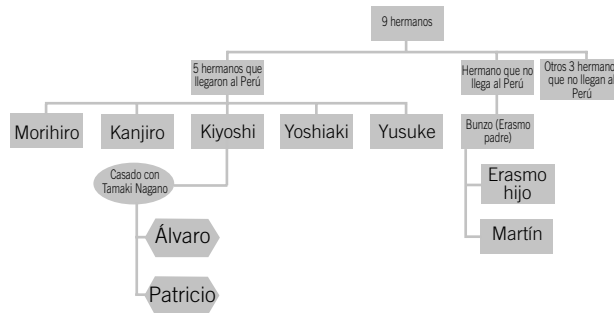 9 hermanos
5 hermanos que
llegaron al Perú
Hermano que no
llega al Perú
Otros 3 hermanos
que no llegan al
Perú
Morihiro
Kanjiro
Kiyoshi
Yoshiaki
Yusuke
Bunzo (Erasmo
padre)
Casado con
Tamaki Nagano
Erasmo
hijo
Álvaro
Martín
Patricio